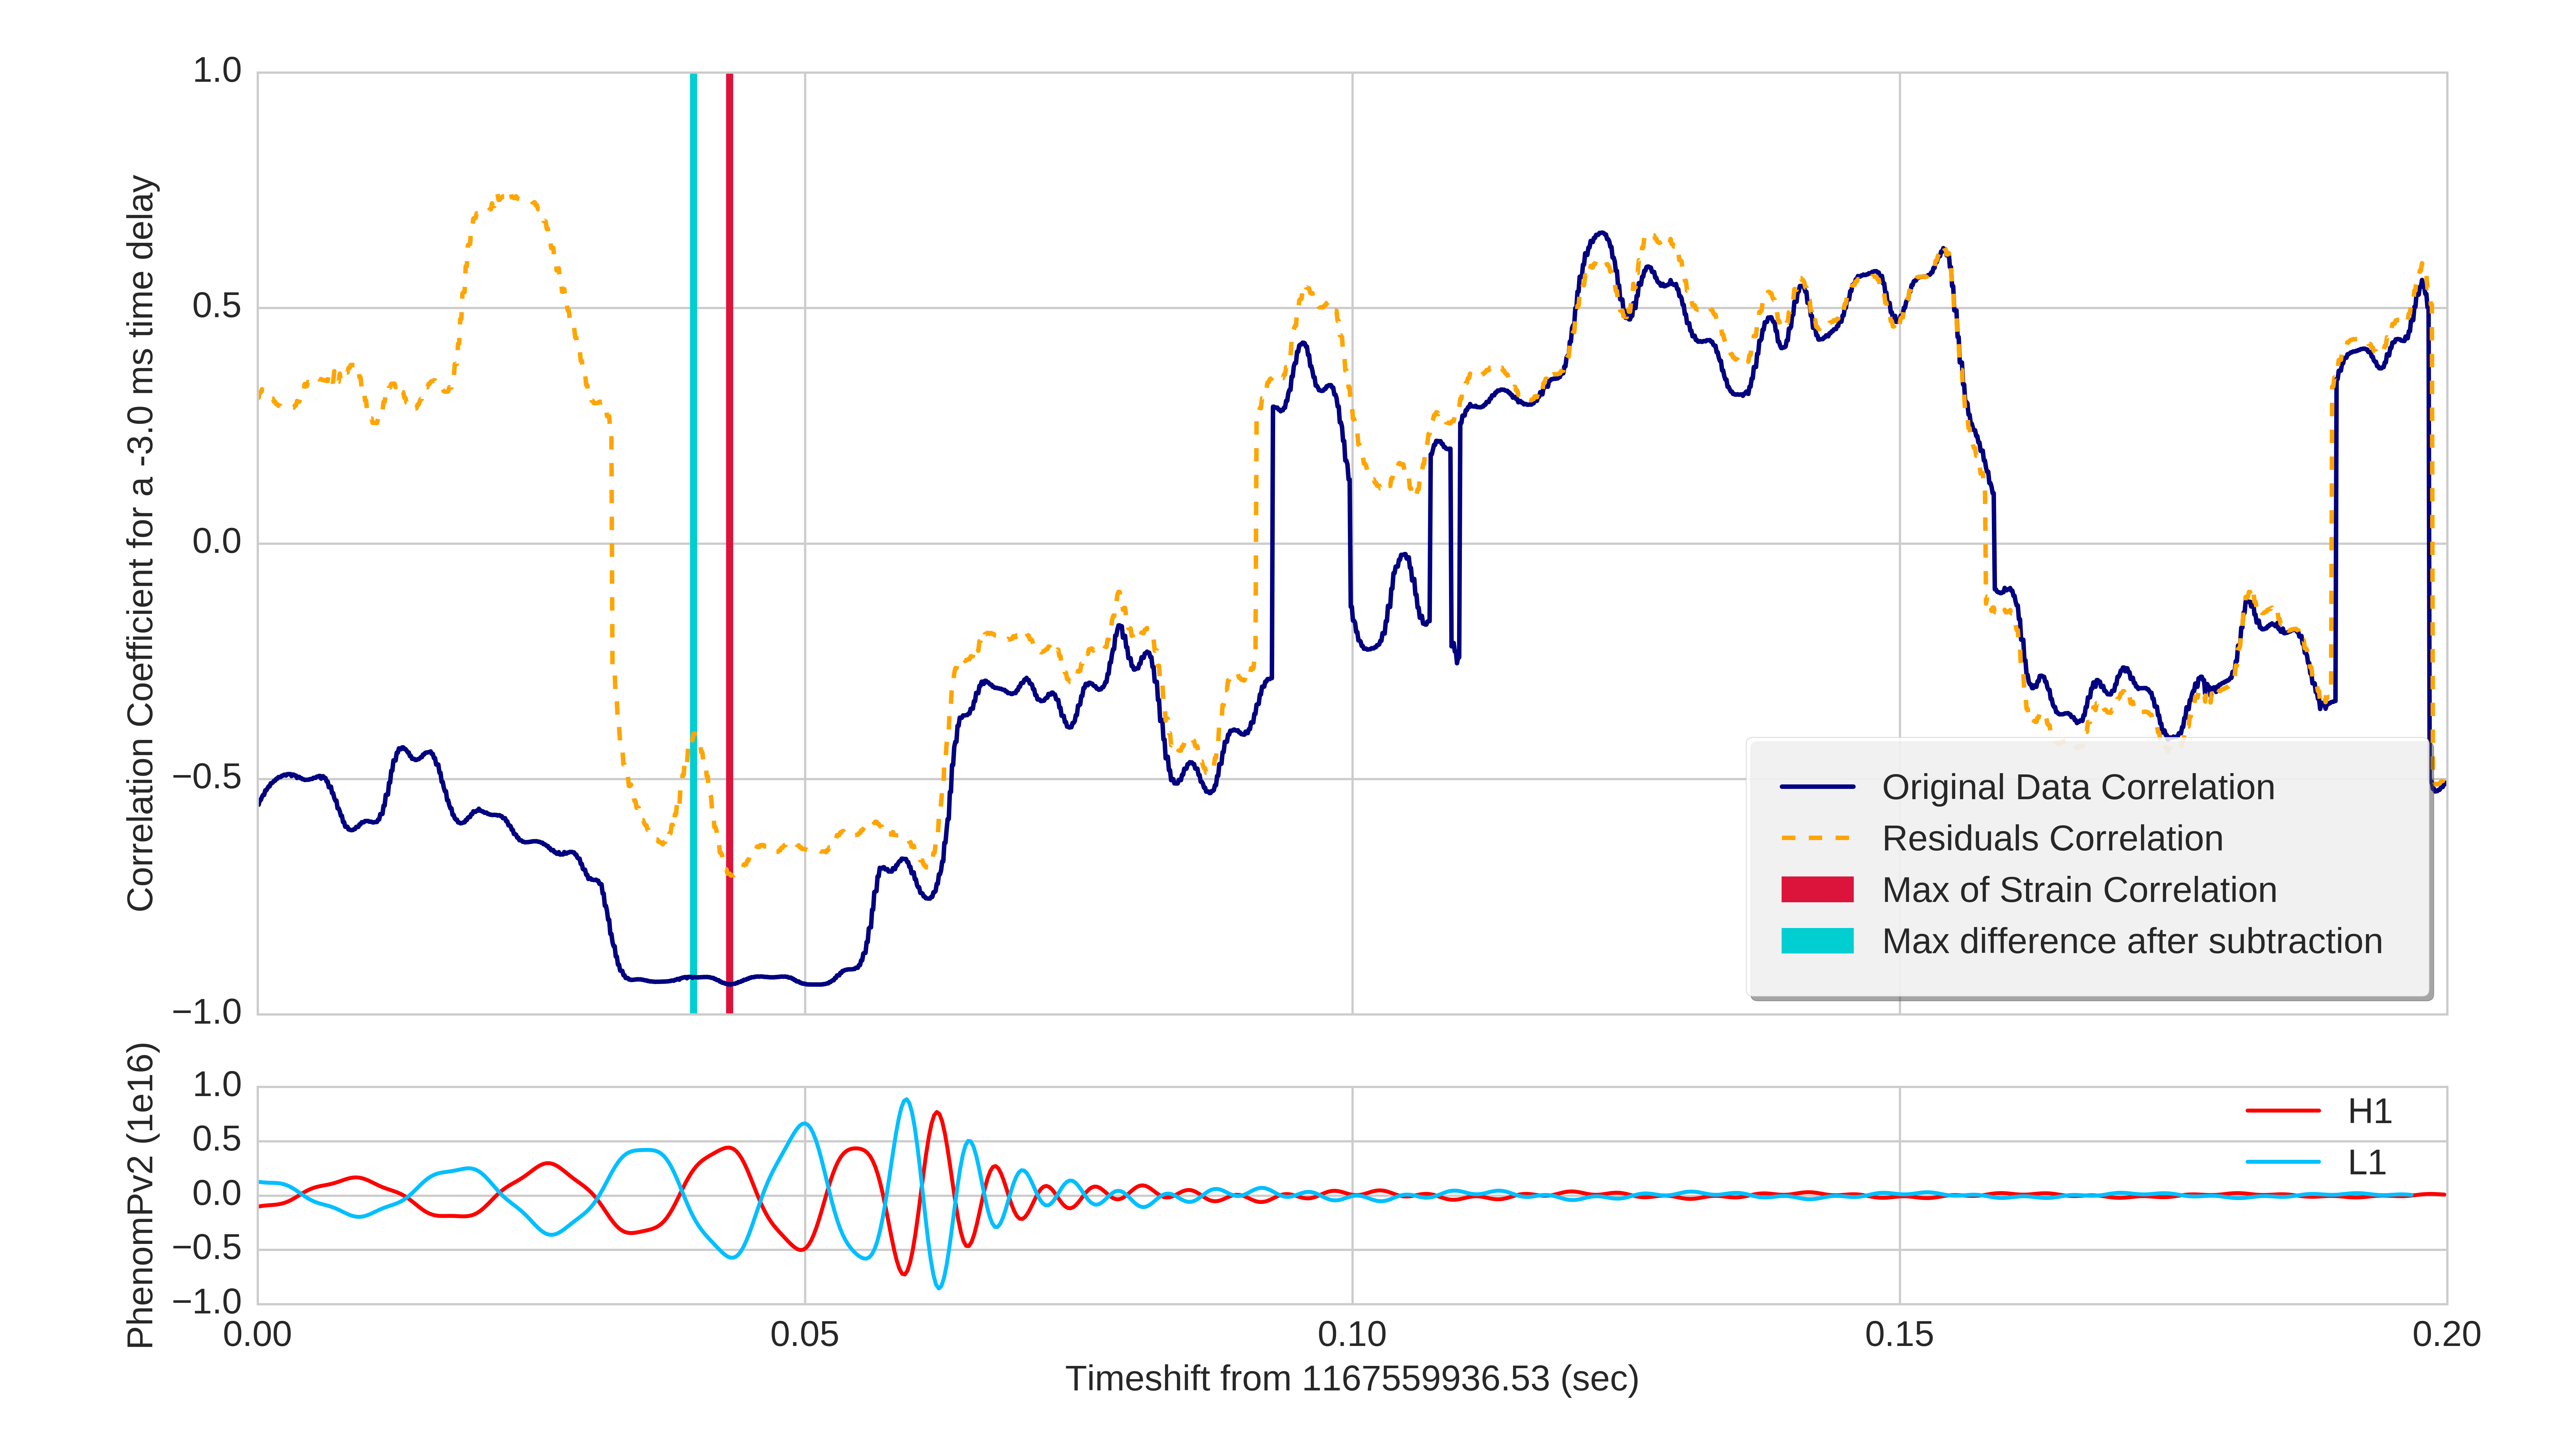 Correlation Coefficient for a -3.0 ms time delay
1.0
0.5
0.0
−0.5
−1.0
Original Data Correlation
Residuals Correlation
Max of Strain Correlation
Max difference after subtraction
PhenomPv2 (1e16)
1.0
0.5
0.0
−0.5
−1.0
H1
L1
0.00 0.05 0.10 0.15 0.20
Timeshift from 1167559936.53 (sec)